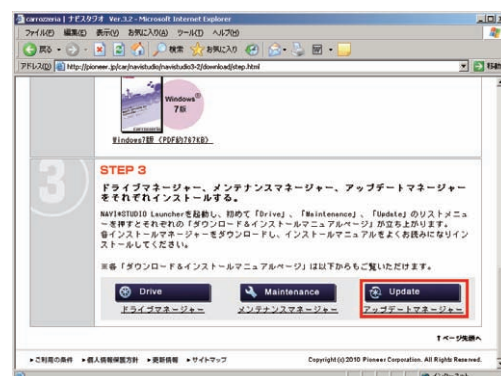 carrozzeria | ナビスタジオ Ver.3.2 - Microsoft Internet Explorer
ファイル(F) 編集(E) 表示(V) お気に入り(A) ツール(T) ヘルプ(H)
戻る 検索 お気に入り
アドレス(D) http://pioneer.jp/car/navistudio/navistudio3-2/download/step.html 移動
Windows®
7版
Windows7版 (PDF約767KB)
3
STEP 3
ドライブマネージャー、メンテナンスマネージャー、アップデートマネージャー
をそれぞれインストールする。
NAVI*STUDIO Launcherを起動し、初めて「Drive」、「Maintenance」、「Update」のリストメニュ
ーを押すとそれぞれの「ダウンロード&インストールマニュアルページ」が立ち上がります。
各インストールマネージャーをダウンロードし、インストールマニュアルをよくお読みになりイン
ストールしてください。
※各「ダウンロード&インストールマニュアルページ」は以下からもご覧いただけます。
Drive Maintenance Update
ドライブマネージャー メンテナンスマネージャー アップデートマネージャー
↑ページ先頭へ
▸ご利用の条件 ▸個人情報保護方針 ▸更新情報 ▸サイトマップ Copyright(c)2010 Pioneer Corporation. All Rights Reserved.